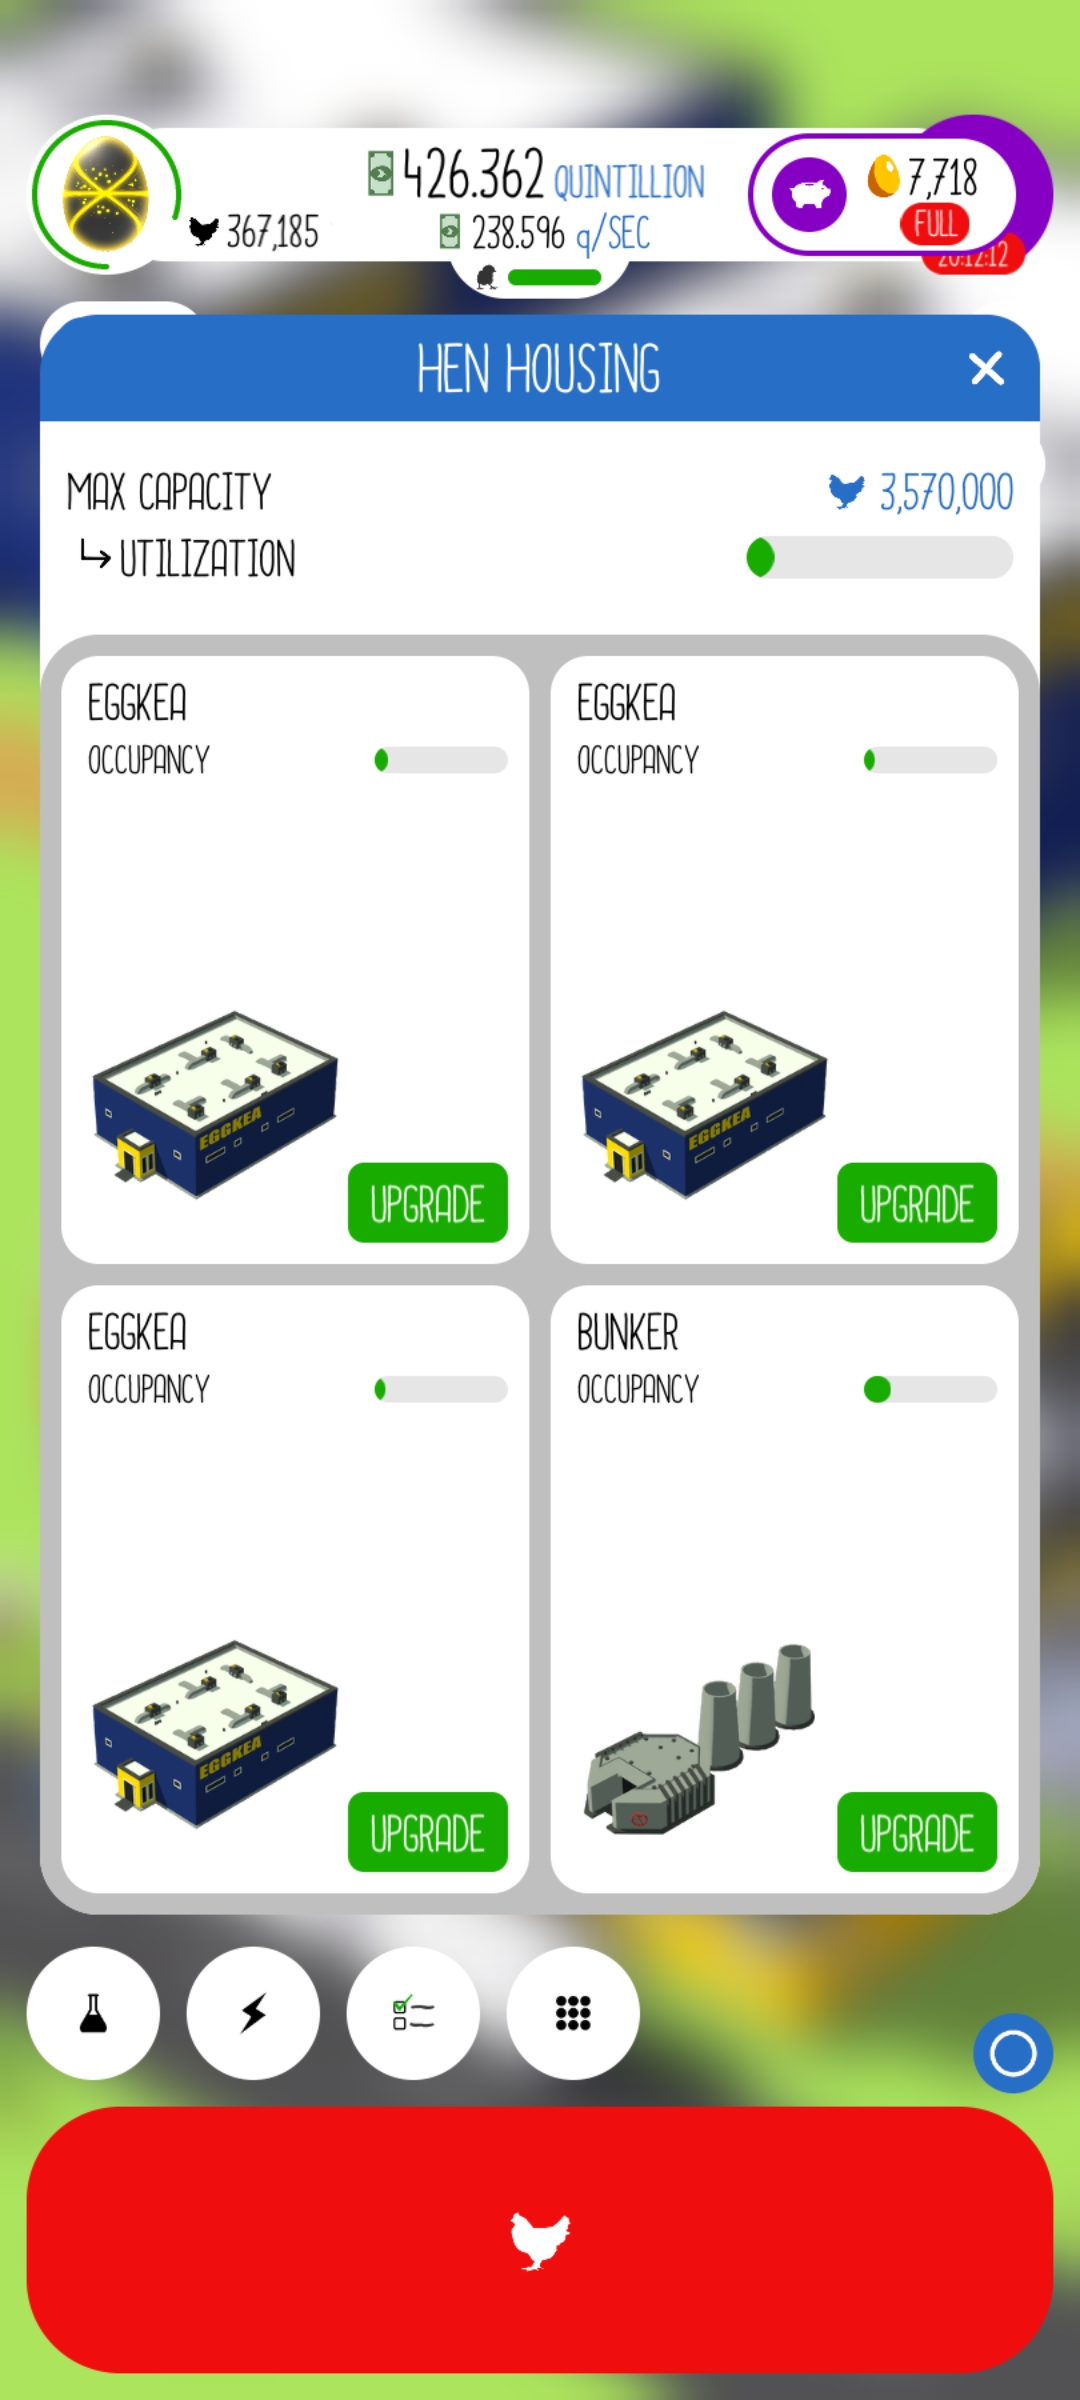 426.362 QUINTILLION
367,185
238.596 q/SEC
7,718
FULL
20:12:12
HEN HOUSING
MAX CAPACITY 3,570,000
UTILIZATION
EGGKEA
OCCUPANCY
EGGKEA
UPGRADE
EGGKEA
OCCUPANCY
EGGKEA
UPGRADE
EGGKEA
OCCUPANCY
EGGKEA
UPGRADE
BUNKER
OCCUPANCY
UPGRADE